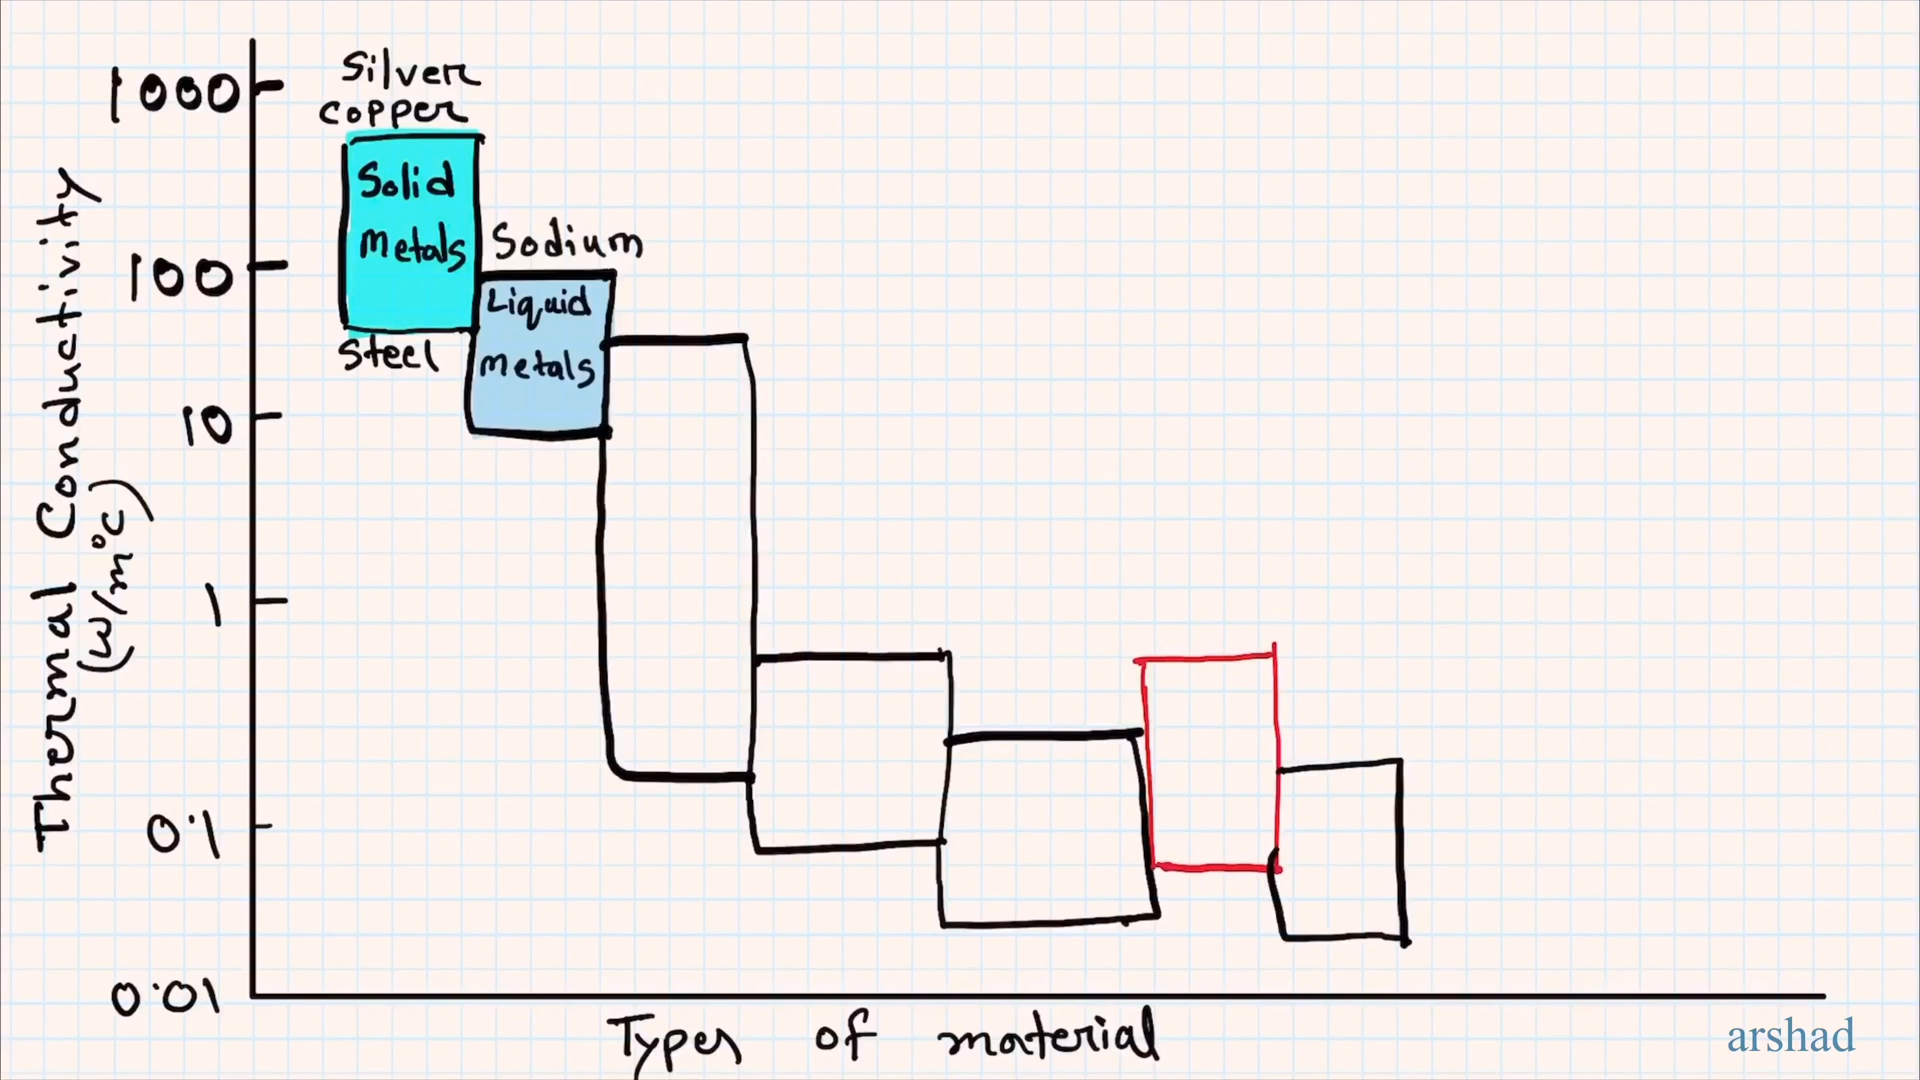 1000
100
10
1
0.1
0.01
Thermal Conductivity
(W/m°C)
Silver
copper
Solid
Metals
Steel
Sodium
Liquid
Metals
Types of material
arshad